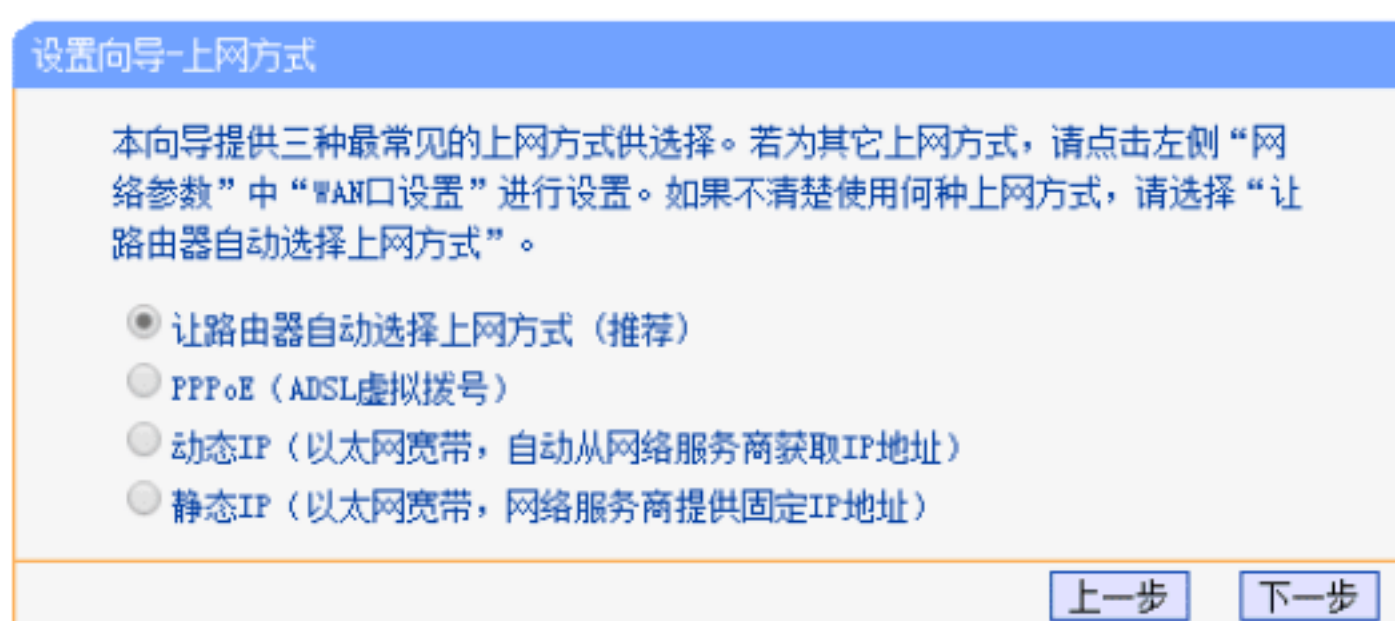 设置向导-上网方式
本向导提供三种最常见的上网方式供选择。若为其它上网方式，请点击左侧“网
络参数”中“WAN口设置”进行设置。如果不清楚使用何种上网方式，请选择“让
路由器自动选择上网方式”。
让路由器自动选择上网方式（推荐）
PPPoE（ADSL虚拟拨号）
动态IP（以太网宽带，自动从网络服务商获取IP地址）
静态IP（以太网宽带，网络服务商提供固定IP地址）
上一步 下一步